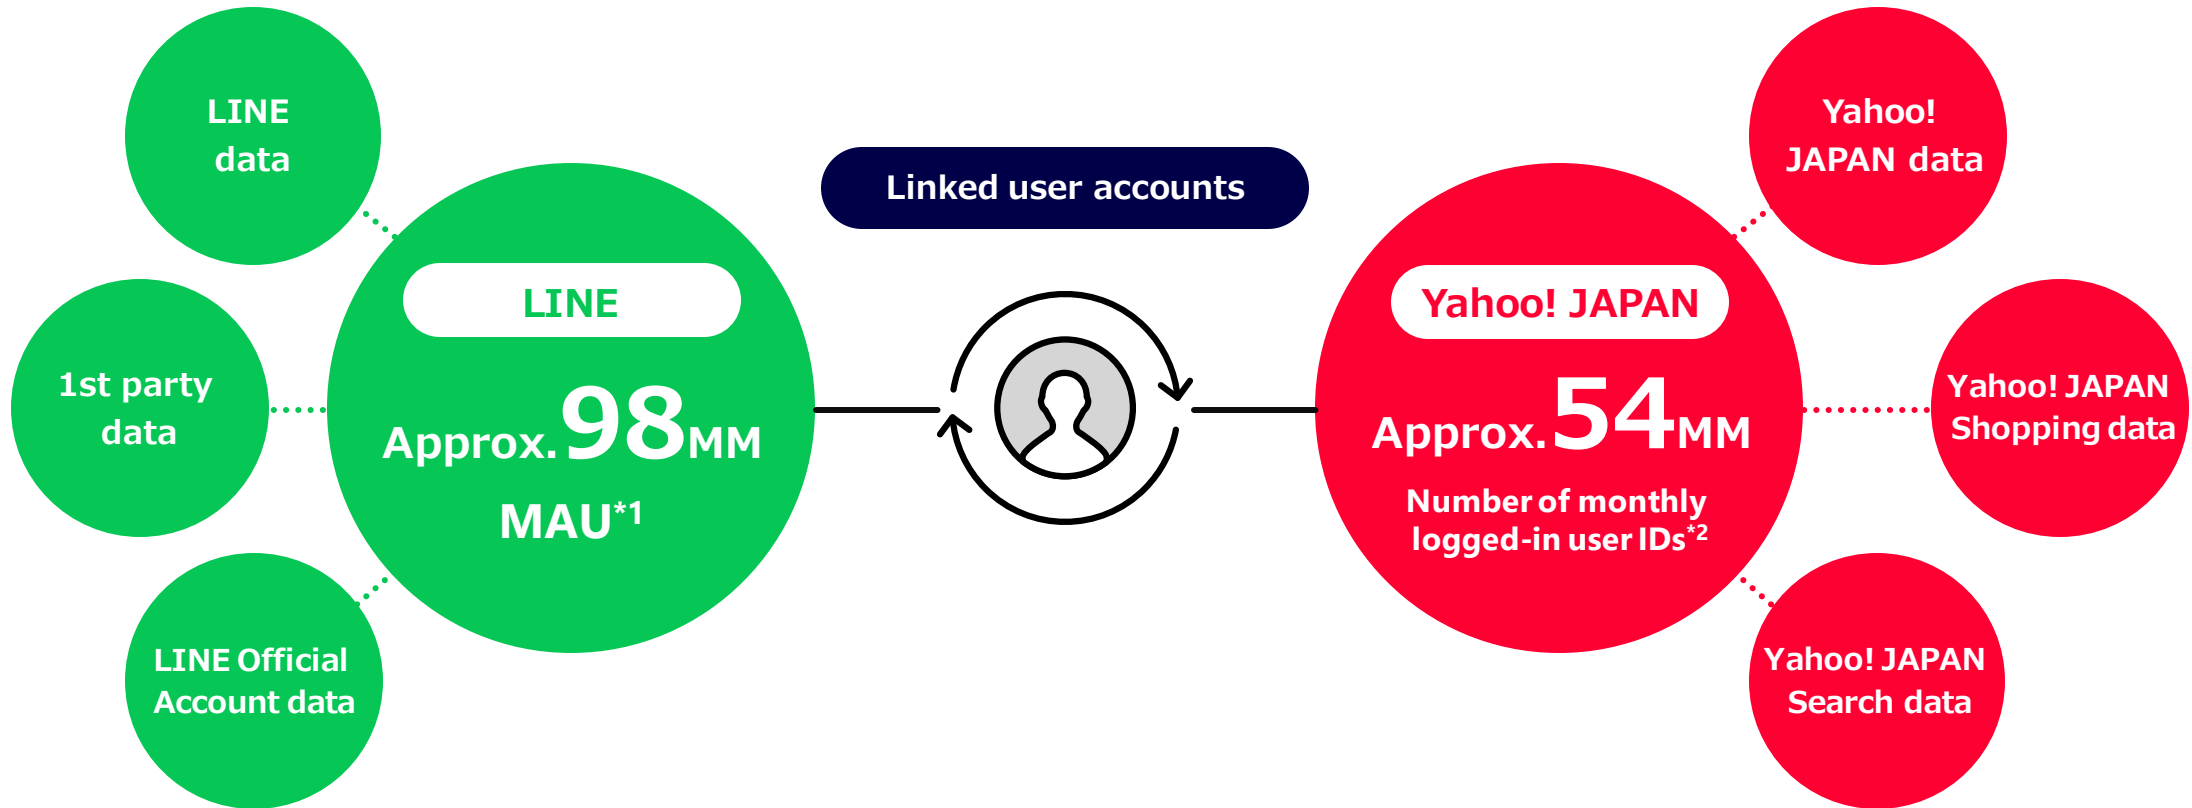 LINE
data
1st party
data
LINE Official
Account data
LINE
Approx.98MM
MAU*1
Linked user accounts
Yahoo! JAPAN
Approx.54MM
Number of monthly
logged-in user IDs*2
Yahoo!
JAPAN data
Yahoo! JAPAN
Shopping data
Yahoo! JAPAN
Search data